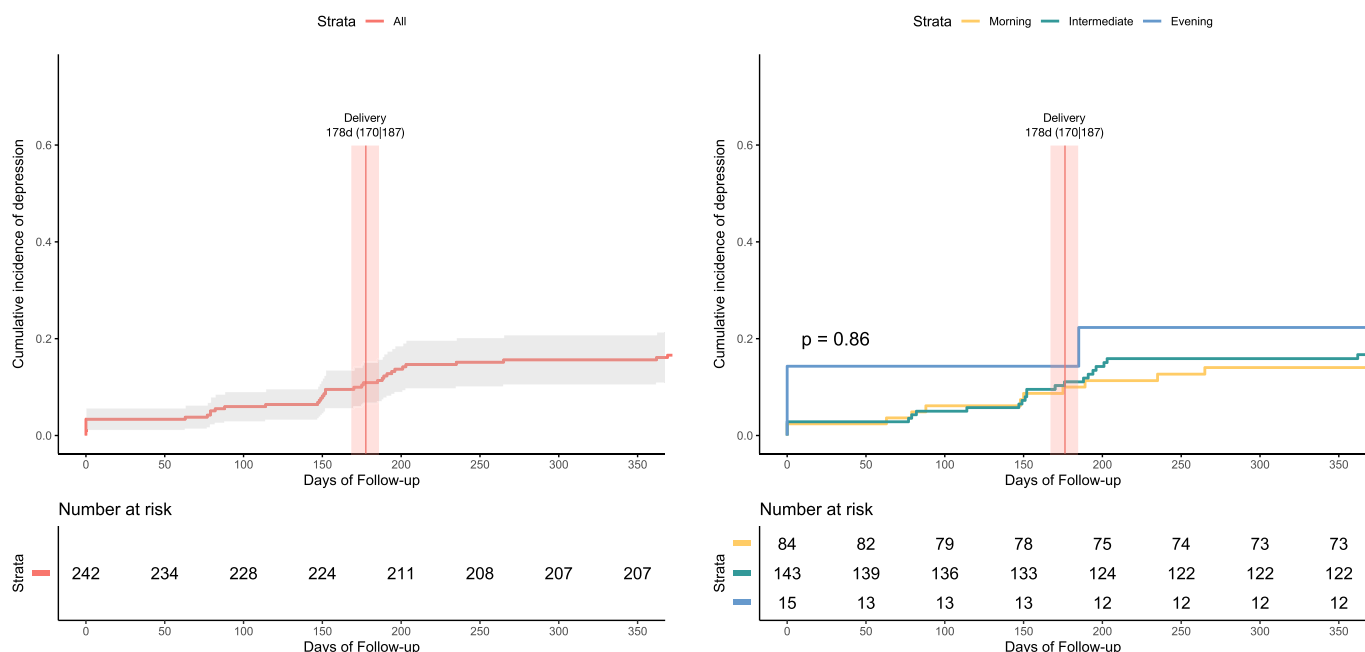 Strata All
Delivery
178d (170|187)
Cumulative incidence of depression
0.6
0.4
0.2
0.0
0 50 100 150 200 250 300 350
Days of Follow-up
Number at risk
Strata
242 234 228 224 211 208 207 207
0 50 100 150 200 250 300 350
Days of Follow-up
Strata Morning Intermediate Evening
Delivery
178d (170|187)
Cumulative incidence of depression
0.6
0.4
0.2
0.0
p = 0.86
0 50 100 150 200 250 300 350
Days of Follow-up
Number at risk
Strata
84 82 79 78 75 74 73 73
143 139 136 133 124 122 122 122
15 13 13 13 12 12 12 12
0 50 100 150 200 250 300 350
Days of Follow-up